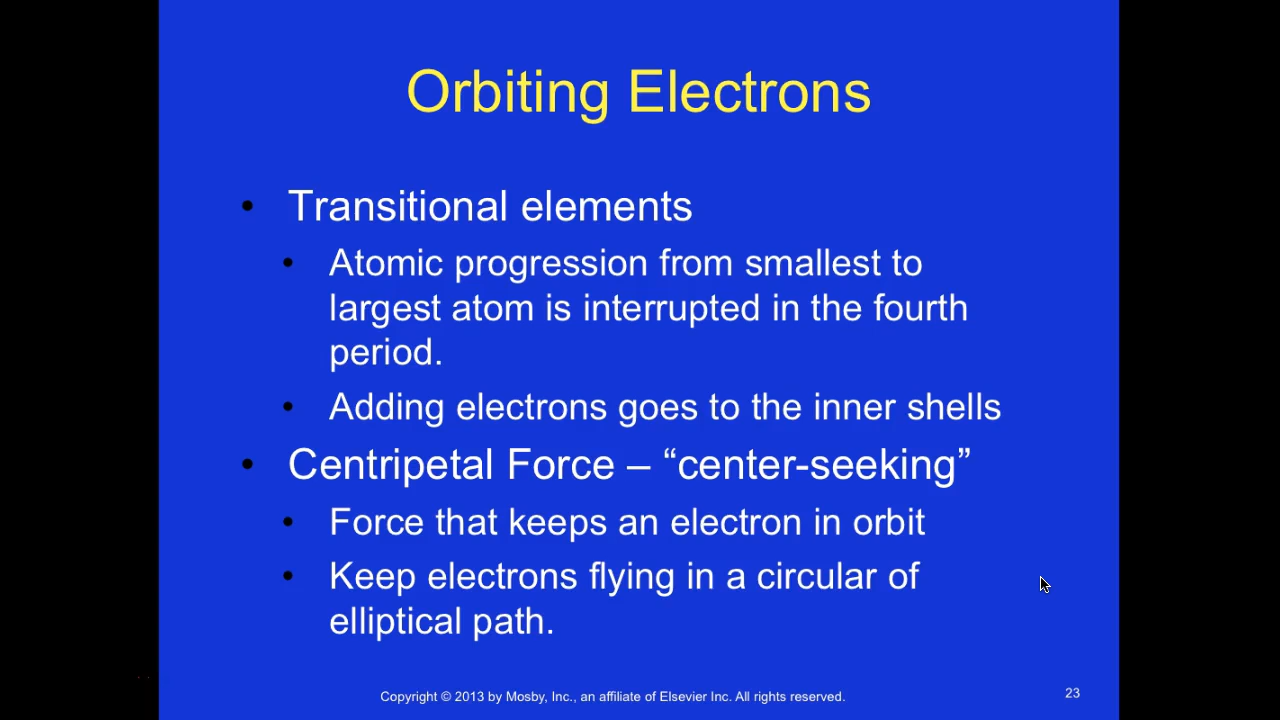 Orbiting Electrons
• Transitional elements
• Atomic progression from smallest to
largest atom is interrupted in the fourth
period.
• Adding electrons goes to the inner shells
• Centripetal Force – “center-seeking”
• Force that keeps an electron in orbit
• Keep electrons flying in a circular of
elliptical path.
Copyright © 2013 by Mosby, Inc., an affiliate of Elsevier Inc. All rights reserved.
23